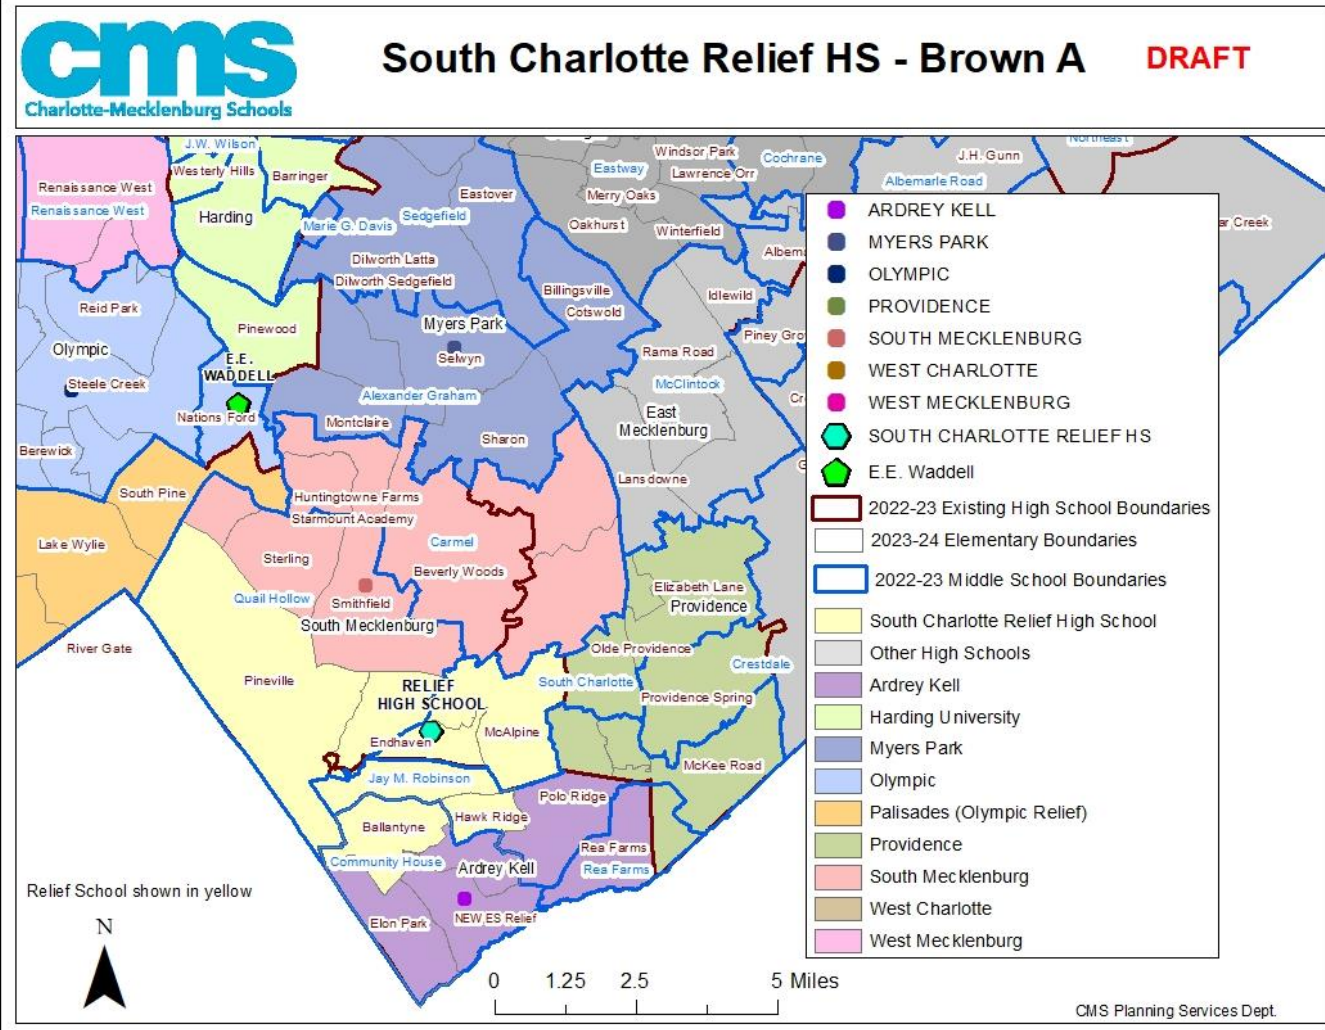 cms
Charlotte-Mecklenburg Schools
South Charlotte Relief HS - Brown A
DRAFT
J.W. Wilson
Westerly Hills
Barringer
Renaissance West
Renaissance West
Harding
Marie G. Davis
Sedgefield
Eastover
Eastway
Windsor Park
Lawrence Orr
Cochrane
Merry Oaks
Oakhurst
Winterfield
J.H. Gunn
Albemarle Road
Northeast
Dilworth Latta
Dilworth Sedgefield
Billingsville
Cotswold
Idlewild
Reid Park
Pinewood
Myers Park
Selwyn
Rama Road
McClintock
Olympic
Steele Creek
E.E.
WADDELL
Nations Ford
Alexander Graham
Montclaire
Sharon
East
Mecklenburg
Berewick
South Pine
Lansdowne
Huntingtowne Farms
Starmount Academy
Lake Wylie
Sterling
Carmel
Beverly Woods
Quail Hollow
Smithfield
South Mecklenburg
Elizabeth Lane
Providence
River Gate
Olde Providence
Crestdale
Pineville
RELIEF
HIGH SCHOOL
South Charlotte
Providence Spring
Endhaven
McAlpine
McKee Road
Jay M. Robinson
Polo Ridge
Hawk Ridge
Ballantyne
Rea Farms
Rea Farms
Community House
Ardrey Kell
Elon Park
NEW ES Relief
ARDREY KELL
MYERS PARK
OLYMPIC
PROVIDENCE
SOUTH MECKLENBURG
WEST CHARLOTTE
WEST MECKLENBURG
SOUTH CHARLOTTE RELIEF HS
E.E. Waddell
2022-23 Existing High School Boundaries
2023-24 Elementary Boundaries
2022-23 Middle School Boundaries
South Charlotte Relief High School
Other High Schools
Ardrey Kell
Harding University
Myers Park
Olympic
Palisades (Olympic Relief)
Providence
South Mecklenburg
West Charlotte
West Mecklenburg
Relief School shown in yellow
N
0 1.25 2.5 5 Miles
CMS Planning Services Dept.